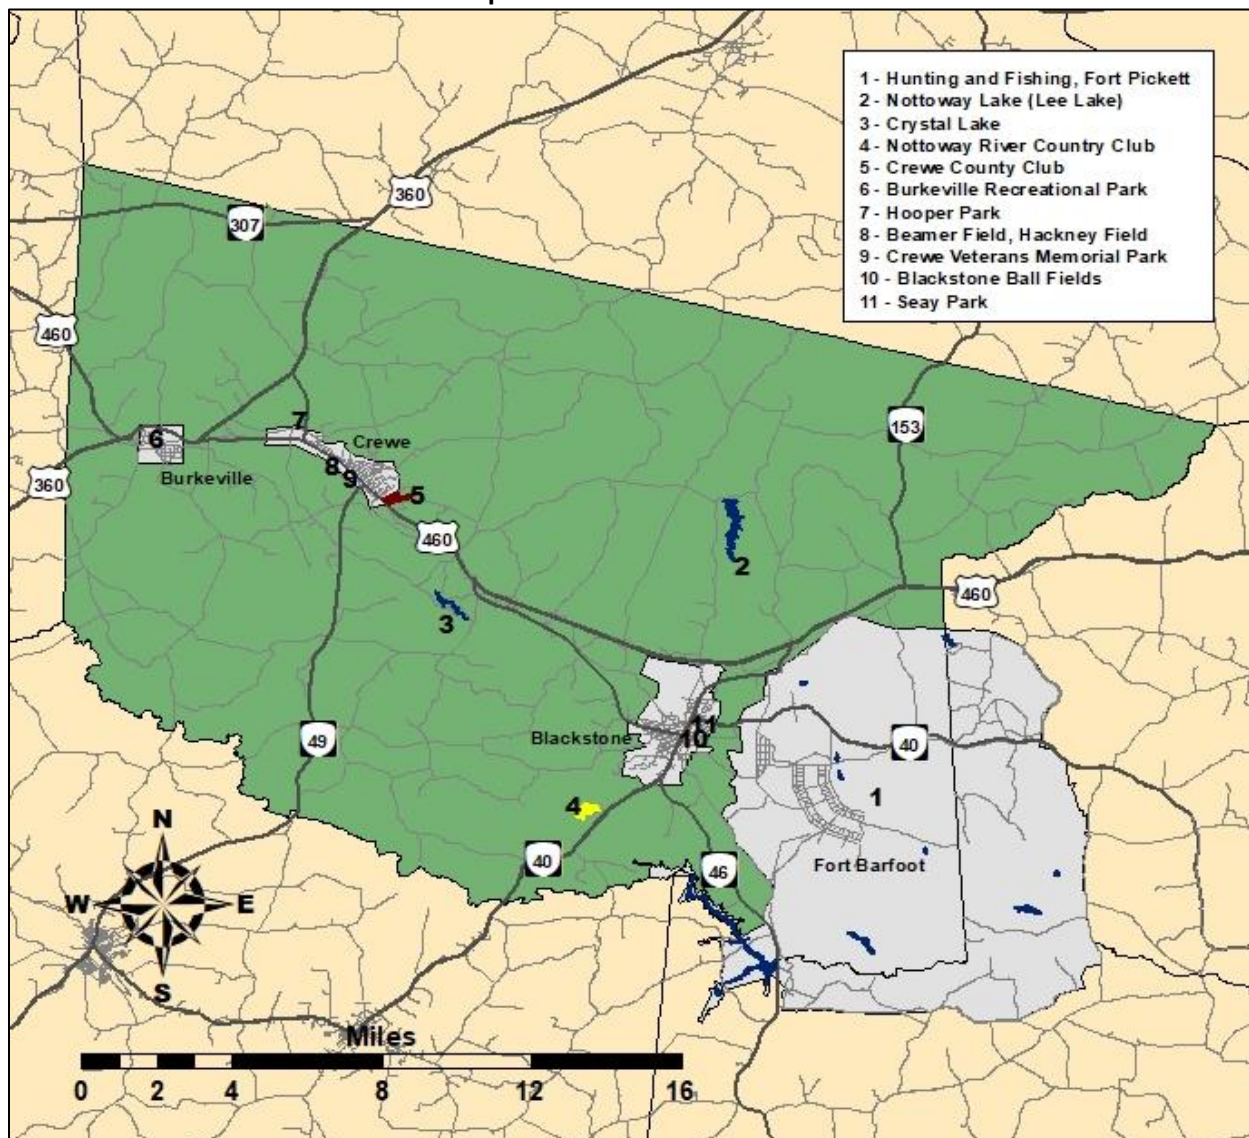 1 - Hunting and Fishing, Fort Pickett
2 - Nottoway Lake (Lee Lake)
3 - Crystal Lake
4 - Nottoway River Country Club
5 - Crewe County Club
6 - Burkeville Recreational Park
7 - Hooper Park
8 - Beamer Field, Hackney Field
9 - Crewe Veterans Memorial Park
10 - Blackstone Ball Fields
11 - Seay Park
360
307
460
153
7
6
Crewe
8
Burkeville
9
5
360
460
2
460
3
11
Blackstone
10
49
40
1
4
N
40
Fort Barfoot
46
W
E
S
Miles
0 2 4 8 12 16